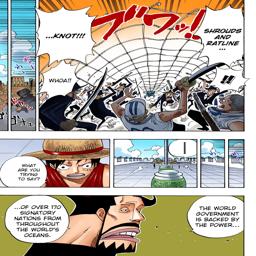 SHROUDS
AND
RATLINE
...
...KNOT!!!
ブワッ!!
WHOA!!
!!
!
WHAT
ARE YOU
TRYING
TO SAY?
THE WORLD
GOVERNMENT
IS BACKED
BY THE
POWER...
...OF OVER 170
SIGNATORY
NATIONS FROM
THROUGHOUT
THE WORLD'S
OCEANS.